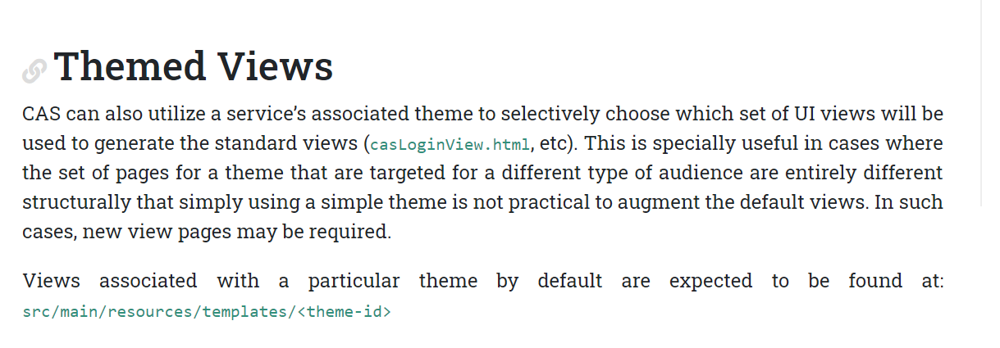 Themed Views
CAS can also utilize a service’s associated theme to selectively choose which set of UI views will be
used to generate the standard views (casLoginView.html, etc). This is specially useful in cases where
the set of pages for a theme that are targeted for a different type of audience are entirely different
structurally that simply using a simple theme is not practical to augment the default views. In such
cases, new view pages may be required.
Views associated with a particular theme by default are expected to be found at:
src/main/resources/templates/<theme-id>